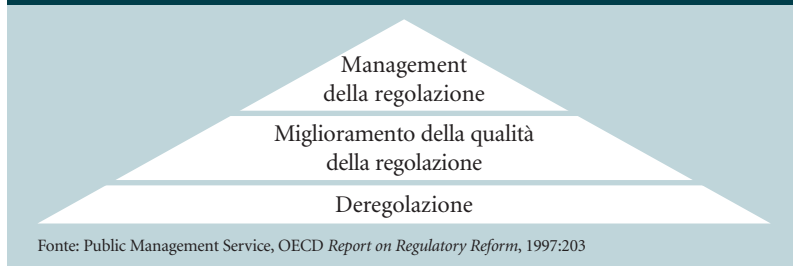 Management
della regolazione
Miglioramento della qualità
della regolazione
Deregolazione
Fonte: Public Management Service, OECD Report on Regulatory Reform, 1997:203